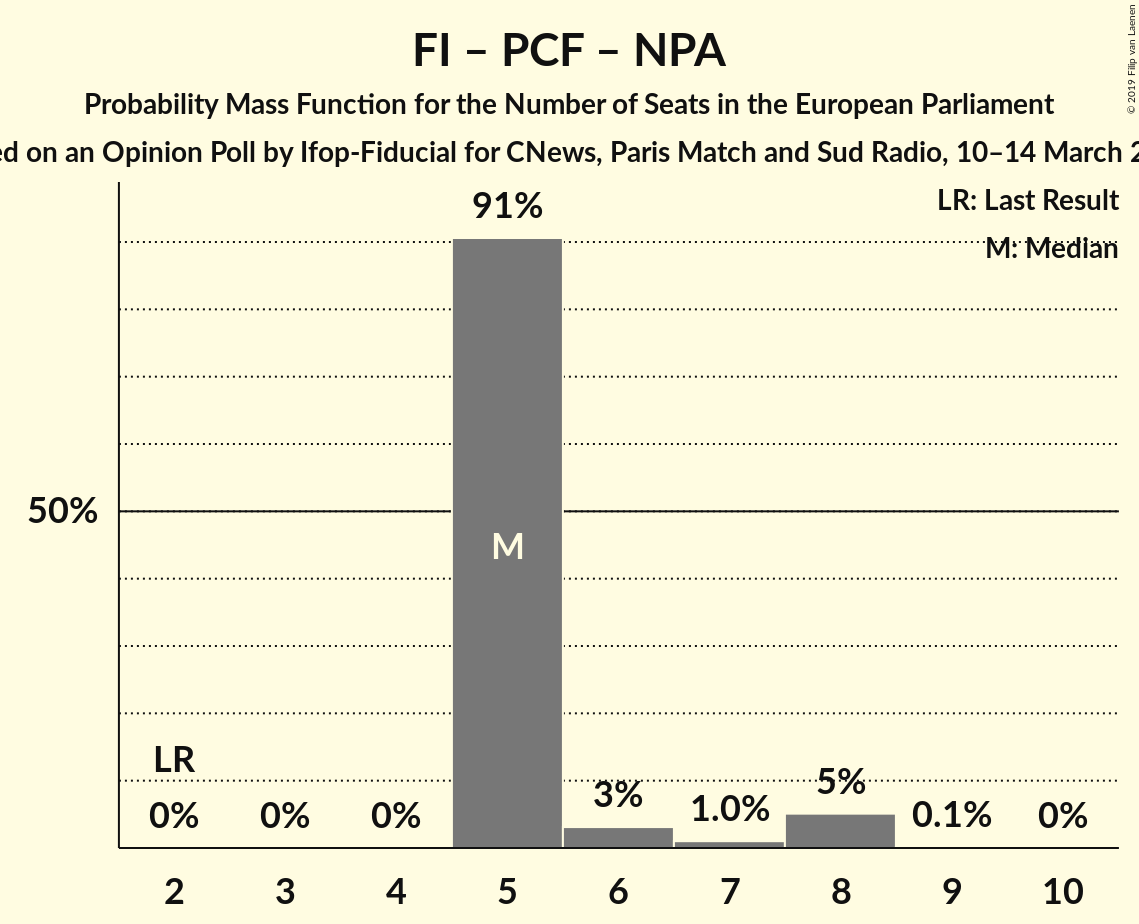 FI – PCF – NPA
Probability Mass Function for the Number of Seats in the European Parliament
on an Opinion Poll by Ifop-Fiducial for CNews, Paris Match and Sud Radio, 10–14 March
© 2019 Filip van Laenen
LR: Last Result
M: Median
91%
50%
M
LR
0%
0%
0%
3%
1.0%
5%
0.1%
0%
2 3 4 5 6 7 8 9 10